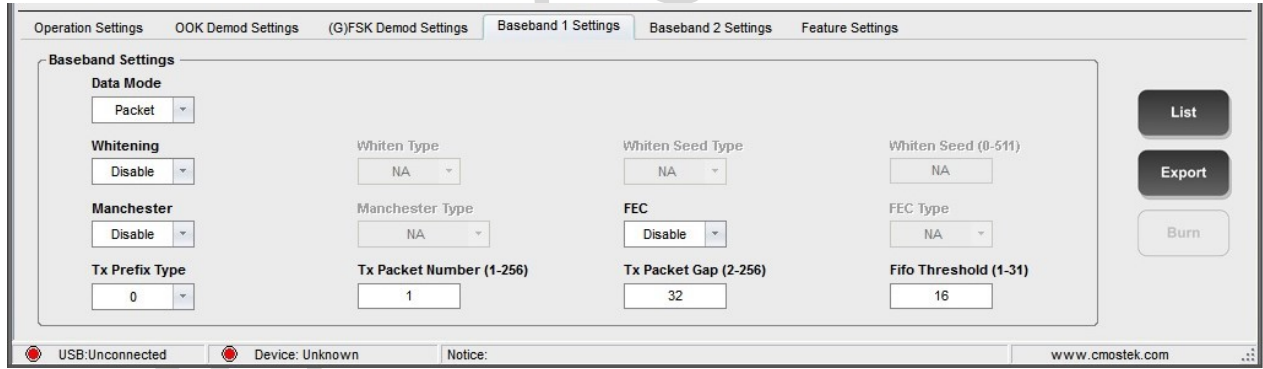 Operation Settings OOK Demod Settings (G)FSK Demod Settings Baseband 1 Settings Baseband 2 Settings Feature Settings
Baseband Settings
Data Mode
Packet
List
Whitening Whiten Type Whiten Seed Type Whiten Seed (0-511)
Disable NA NA NA
Export
Manchester Manchester Type FEC FEC Type
Disable NA Disable NA
Burn
Tx Prefix Type Tx Packet Number (1-256) Tx Packet Gap (2-256) Fifo Threshold (1-31)
0 1 32 16
USB:Unconnected Device: Unknown Notice: www.cmostek.com